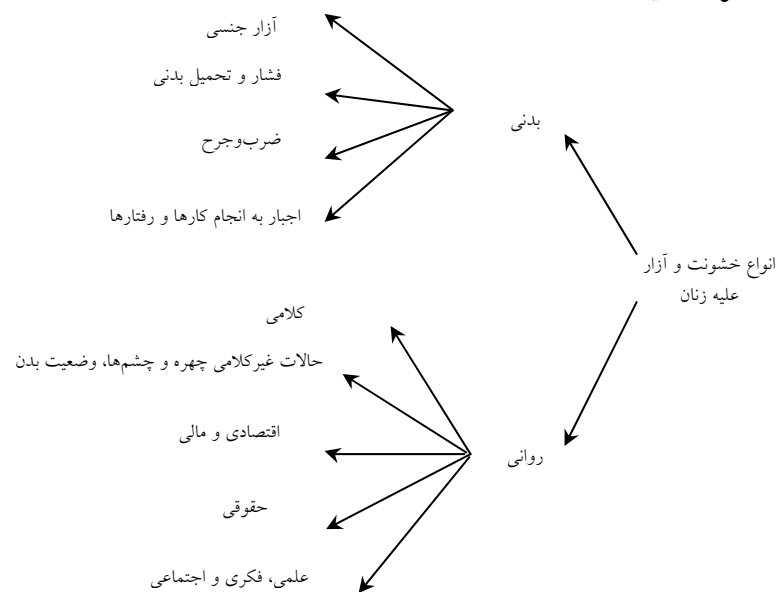 انواع خشونت و آزار
علیه زنان
بدنی
آزار جنسی
فشار و تحمیل بدنی
ضرب‌وجرح
اجبار به انجام کارها و رفتارها
روانی
کلامی
حالات غیرکلامی چهره و چشم‌ها، وضعیت بدن
اقتصادی و مالی
حقوقی
علمی، فکری و اجتماعی